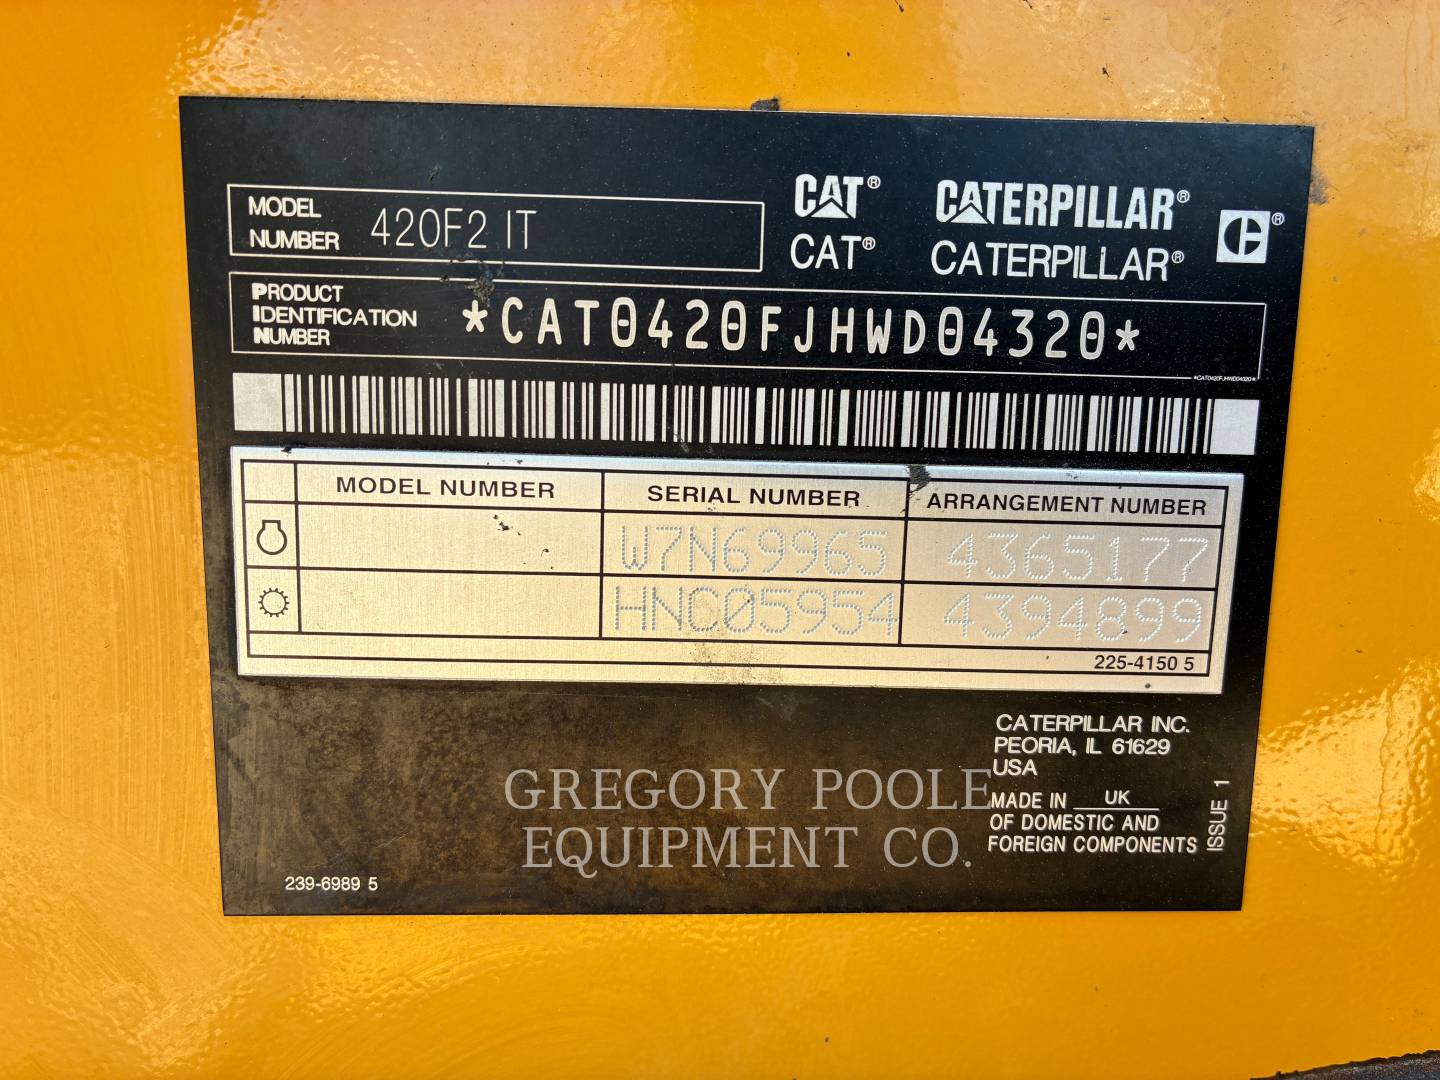 MODEL NUMBER 420F2 IT
CAT® CATERPILLAR®
CAT® CATERPILLAR®
PRODUCT IDENTIFICATION NUMBER *CAT0420FJHWD04320*
*CAT0420FJHWD04320*
MODEL NUMBER SERIAL NUMBER ARRANGEMENT NUMBER
W7N69965 4365177
HNC05954 4394899
225-4150 5
CATERPILLAR INC.
PEORIA, IL 61629
USA
MADE IN UK
OF DOMESTIC AND
FOREIGN COMPONENTS
ISSUE 1
GREGORY POOLE
EQUIPMENT CO.
239-6989 5